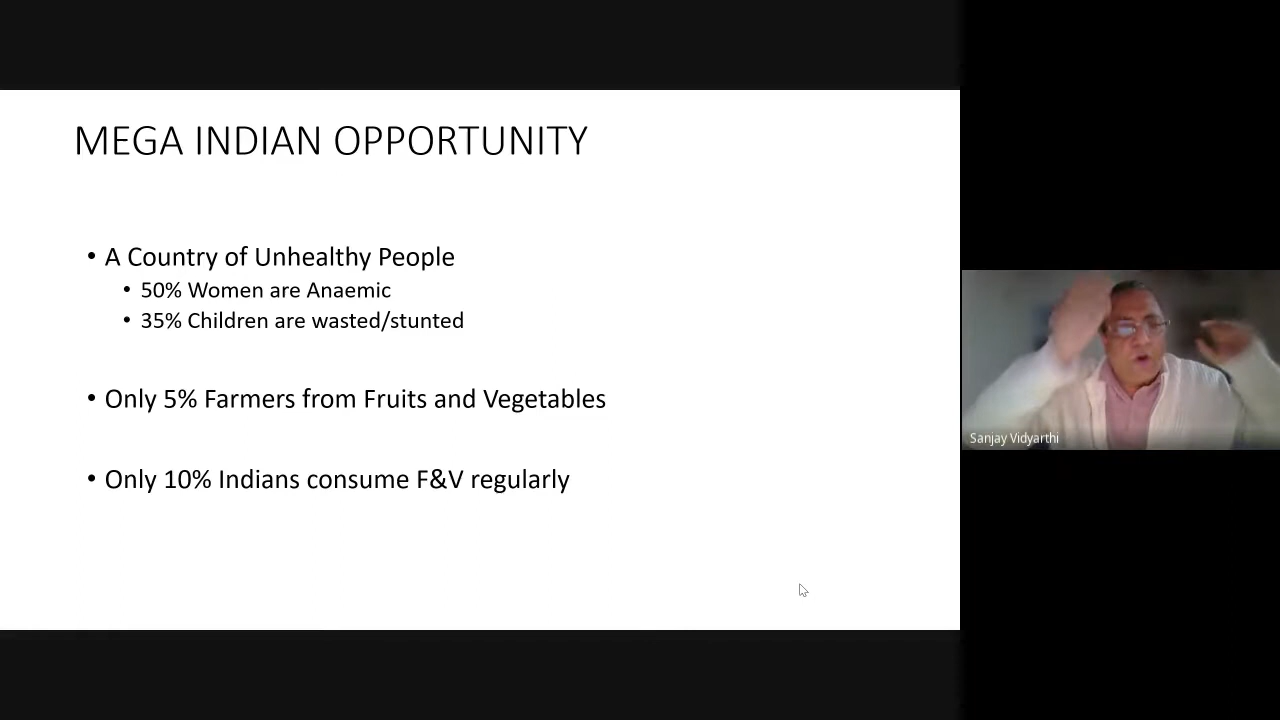 MEGA INDIAN OPPORTUNITY
• A Country of Unhealthy People
• 50% Women are Anaemic
• 35% Children are wasted/stunted
• Only 5% Farmers from Fruits and Vegetables
• Only 10% Indians consume F&V regularly
Sanjay Vidyarthi